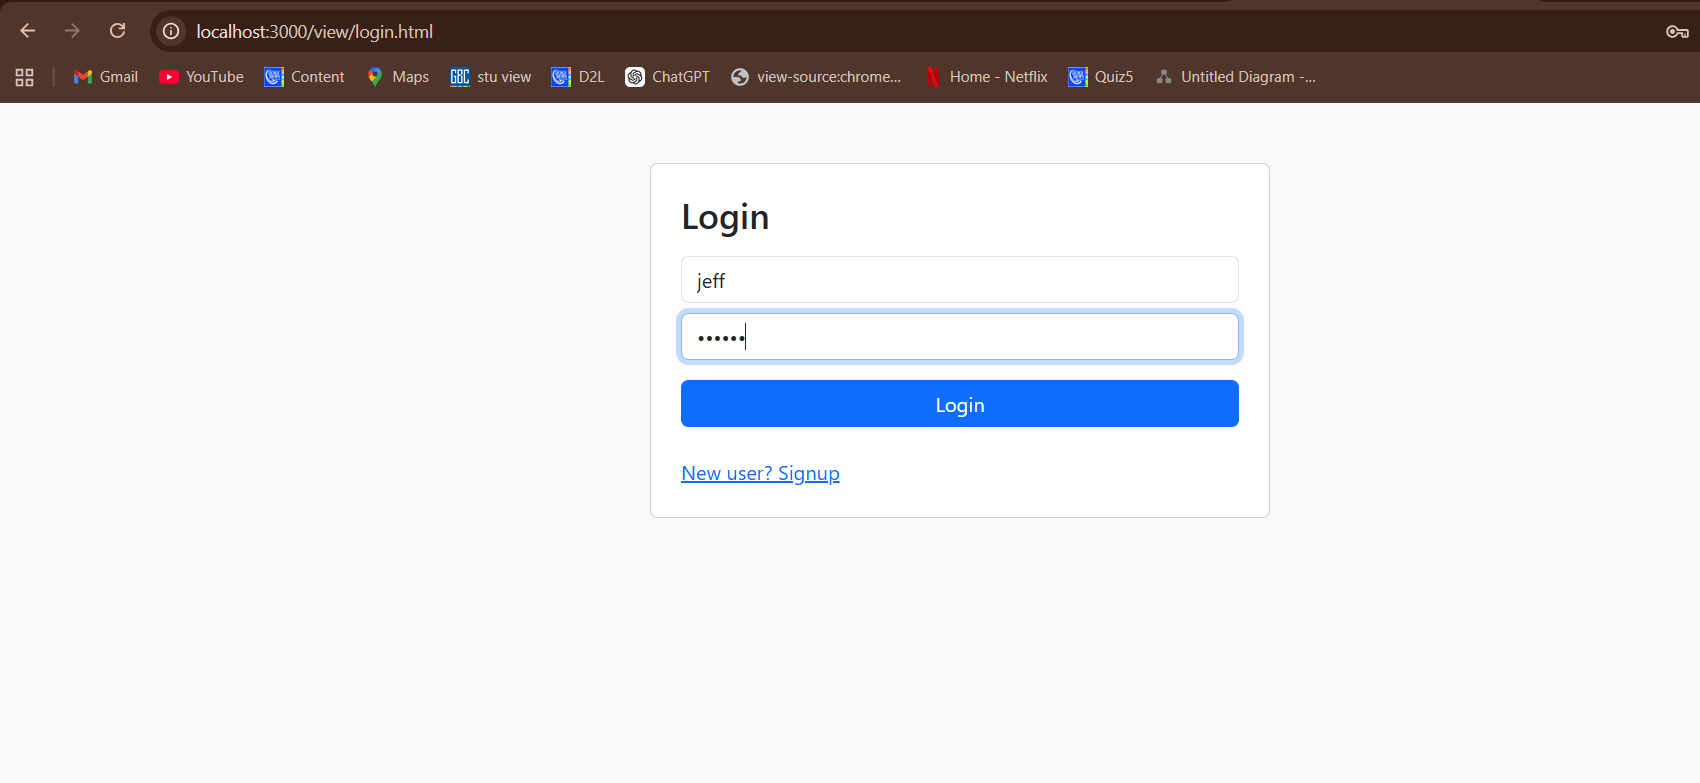 localhost:3000/view/login.html
Gmail YouTube Content Maps GBC stu view D2L ChatGPT view-source:chrome... Home - Netflix Quiz5 Untitled Diagram -...
Login
jeff
••••••
Login
New user? Signup